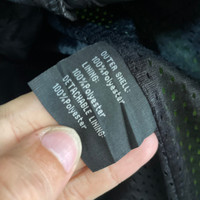 OUTER SHELL:
100%Polyester
LINING:
100%Polyester
DETACHABLE LINING:
100%Polyester